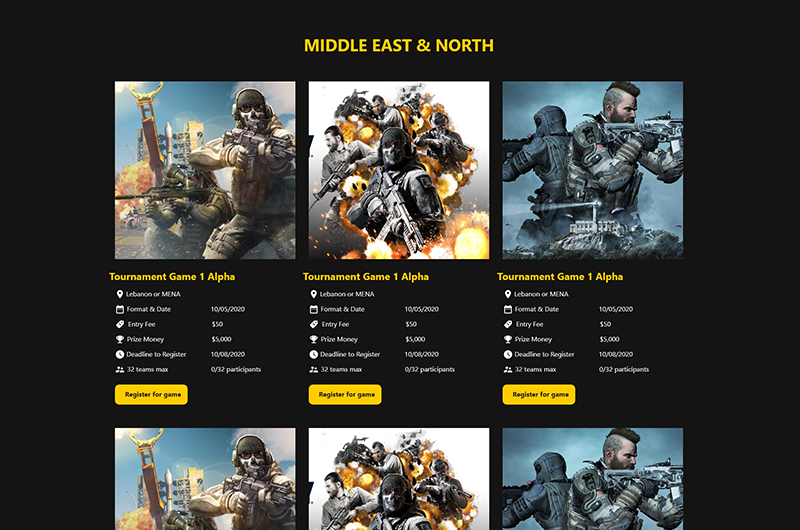 MIDDLE EAST & NORTH
Tournament Game 1 Alpha
Lebanon or MENA
Format & Date 10/05/2020
Entry Fee $50
Prize Money $5,000
Deadline to Register 10/08/2020
32 teams max 0/32 participants
Register for game
Tournament Game 1 Alpha
Lebanon or MENA
Format & Date 10/05/2020
Entry Fee $50
Prize Money $5,000
Deadline to Register 10/08/2020
32 teams max 0/32 participants
Register for game
Tournament Game 1 Alpha
Lebanon or MENA
Format & Date 10/05/2020
Entry Fee $50
Prize Money $5,000
Deadline to Register 10/08/2020
32 teams max 0/32 participants
Register for game